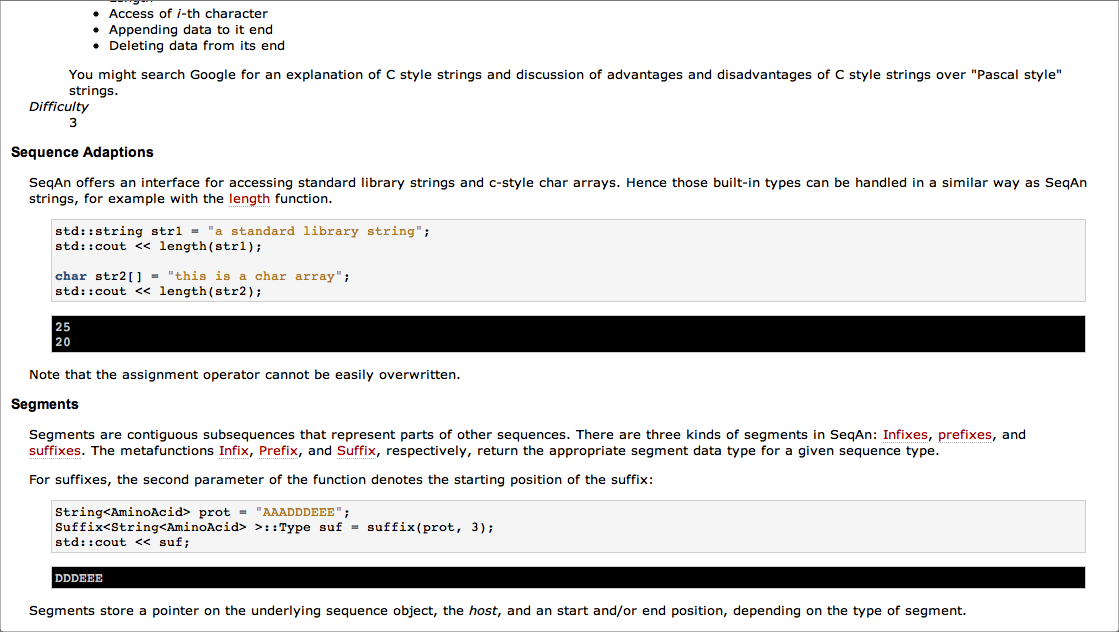 Length
Access of i-th character
Appending data to it end
Deleting data from its end
You might search Google for an explanation of C style strings and discussion of advantages and disadvantages of C style strings over "Pascal style"
strings.
Difficulty
3
Sequence Adaptions
SeqAn offers an interface for accessing standard library strings and c-style char arrays. Hence those built-in types can be handled in a similar way as SeqAn
strings, for example with the length function.
std::string str1 = "a standard library string";
std::cout << length(str1);
char str2[] = "this is a char array";
std::cout << length(str2);
25
20
Note that the assignment operator cannot be easily overwritten.
Segments
Segments are contiguous subsequences that represent parts of other sequences. There are three kinds of segments in SeqAn: Infixes, prefixes, and
suffixes. The metafunctions Infix, Prefix, and Suffix, respectively, return the appropriate segment data type for a given sequence type.
For suffixes, the second parameter of the function denotes the starting position of the suffix:
String<AminoAcid> prot = "AAADDDEEE";
Suffix<String<AminoAcid> >::Type suf = suffix(prot, 3);
std::cout << suf;
DDDEEE
Segments store a pointer on the underlying sequence object, the host, and an start and/or end position, depending on the type of segment.